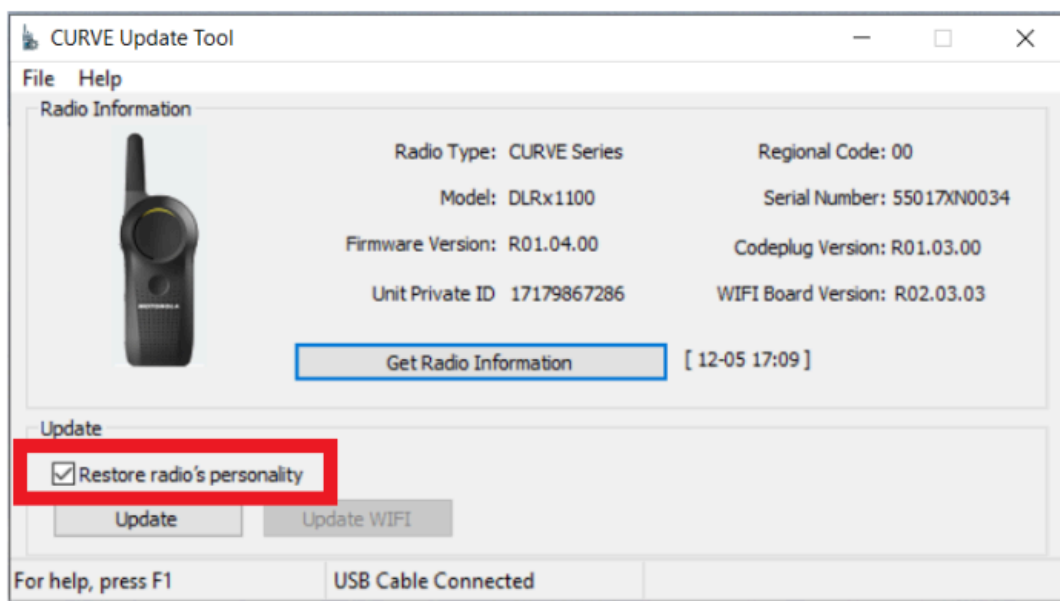 CURVE Update Tool
File Help
Radio Information
Radio Type: CURVE Series
Regional Code: 00
Model: DLRx1100
Serial Number: 55017XN0034
Firmware Version: R01.04.00
Codeplug Version: R01.03.00
Unit Private ID 17179867286
WIFI Board Version: R02.03.03
MOTOROLA
Get Radio Information
[ 12-05 17:09 ]
Update
Restore radio's personality
Update
Update WIFI
For help, press F1
USB Cable Connected